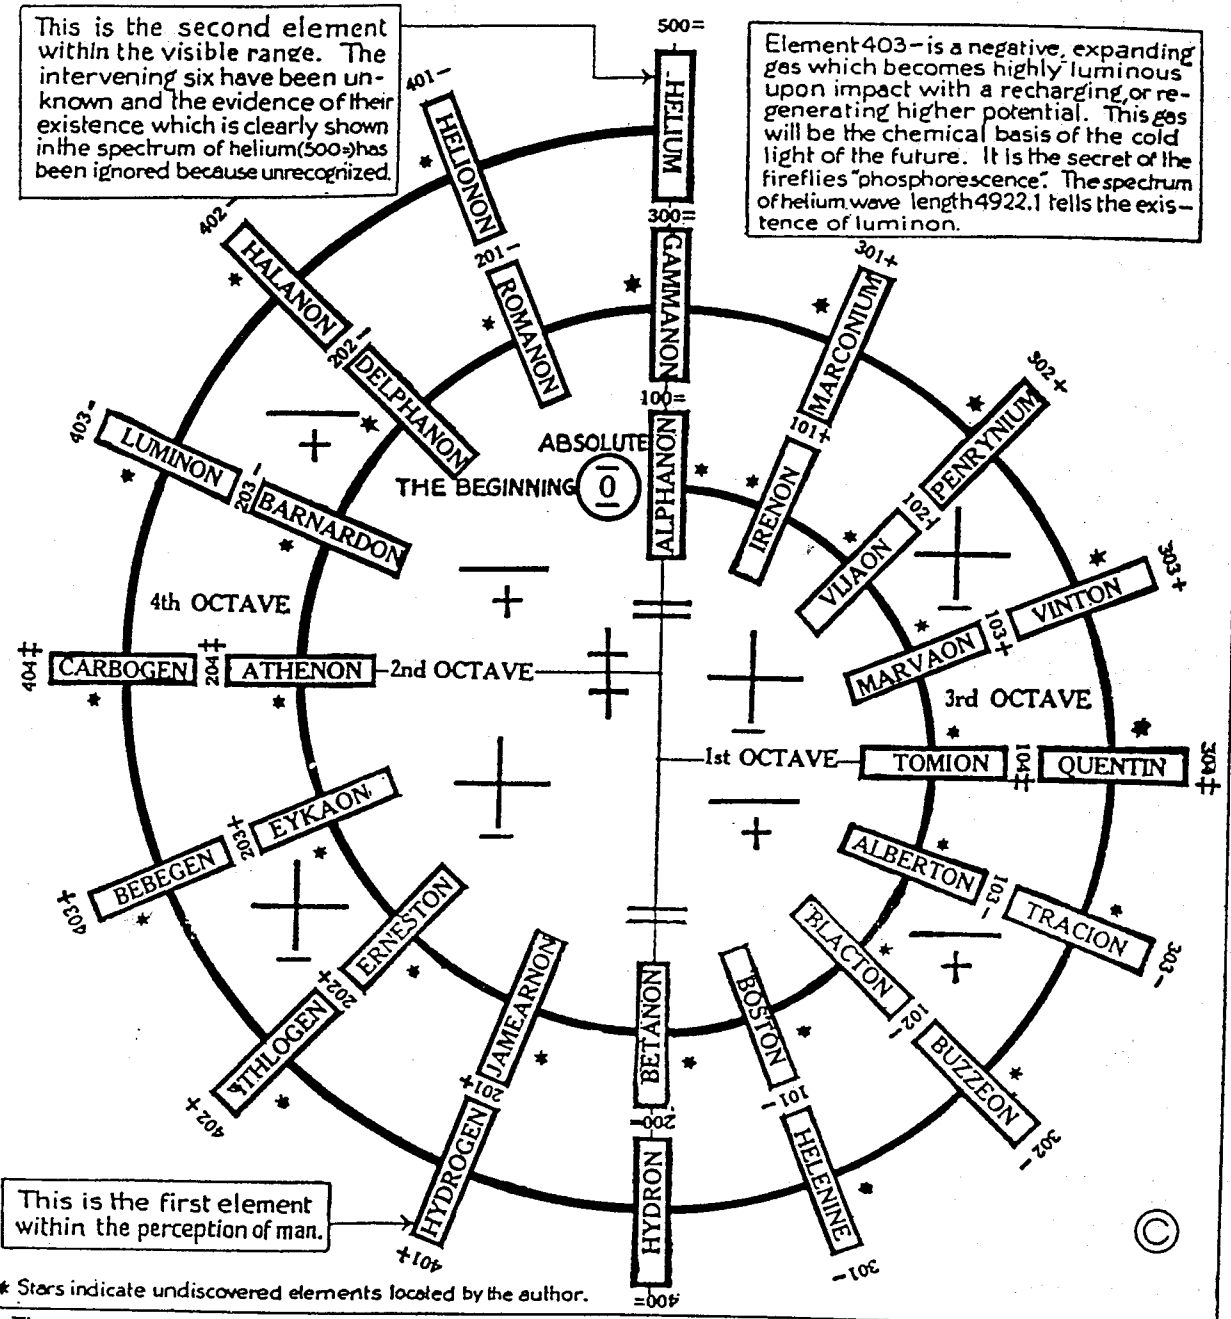 This is the second element
within the visible range. The
intervening six have been un-
known and the evidence of their
existence which is clearly shown
in the spectrum of helium (500=) has
been ignored because unrecognized.
500=
HELIUM
Element 403- is a negative, expanding
gas which becomes highly luminous
upon impact with a recharging, or re-
generating higher potential. This gas
will be the chemical basis of the cold
light of the future. It is the secret of the
fireflies "phosphorescence". The spectrum
of helium, wave length 4922.1 tells the exis-
tence of luminon.
401-
HELIONON
402-
HALANON
403-
LUMINON
404‡
CARBOGEN
403+
BEBEGEN
402+
ATHLOGEN
401+
HYDROGEN
400=
HYDRON
300=
GAMMANON
301+
MARCONIUM
302+
PENRYNIUM
303+
VINTON
304‡
QUENTIN
303-
TRACION
302-
BUZZEON
301-
HELENINE
201-
ROMANON
202-
DELPHANON
203-
BARNARDON
204‡
ATHENON
203+
EYKAON
202+
ERNESTON
201+
JAMEARNON
200=
BETANON
100=
ALPHANON
101+
IRENON
102+
VIJAON
103+
MARVAON
104‡
TOMION
103-
ALBERTON
102-
BLACTON
101-
BOSTON
ABSOLUTE
THE BEGINNING
0
+
4th OCTAVE
2nd OCTAVE
3rd OCTAVE
1st OCTAVE
This is the first element
within the perception of man.
©
* Stars indicate undiscovered elements located by the author.